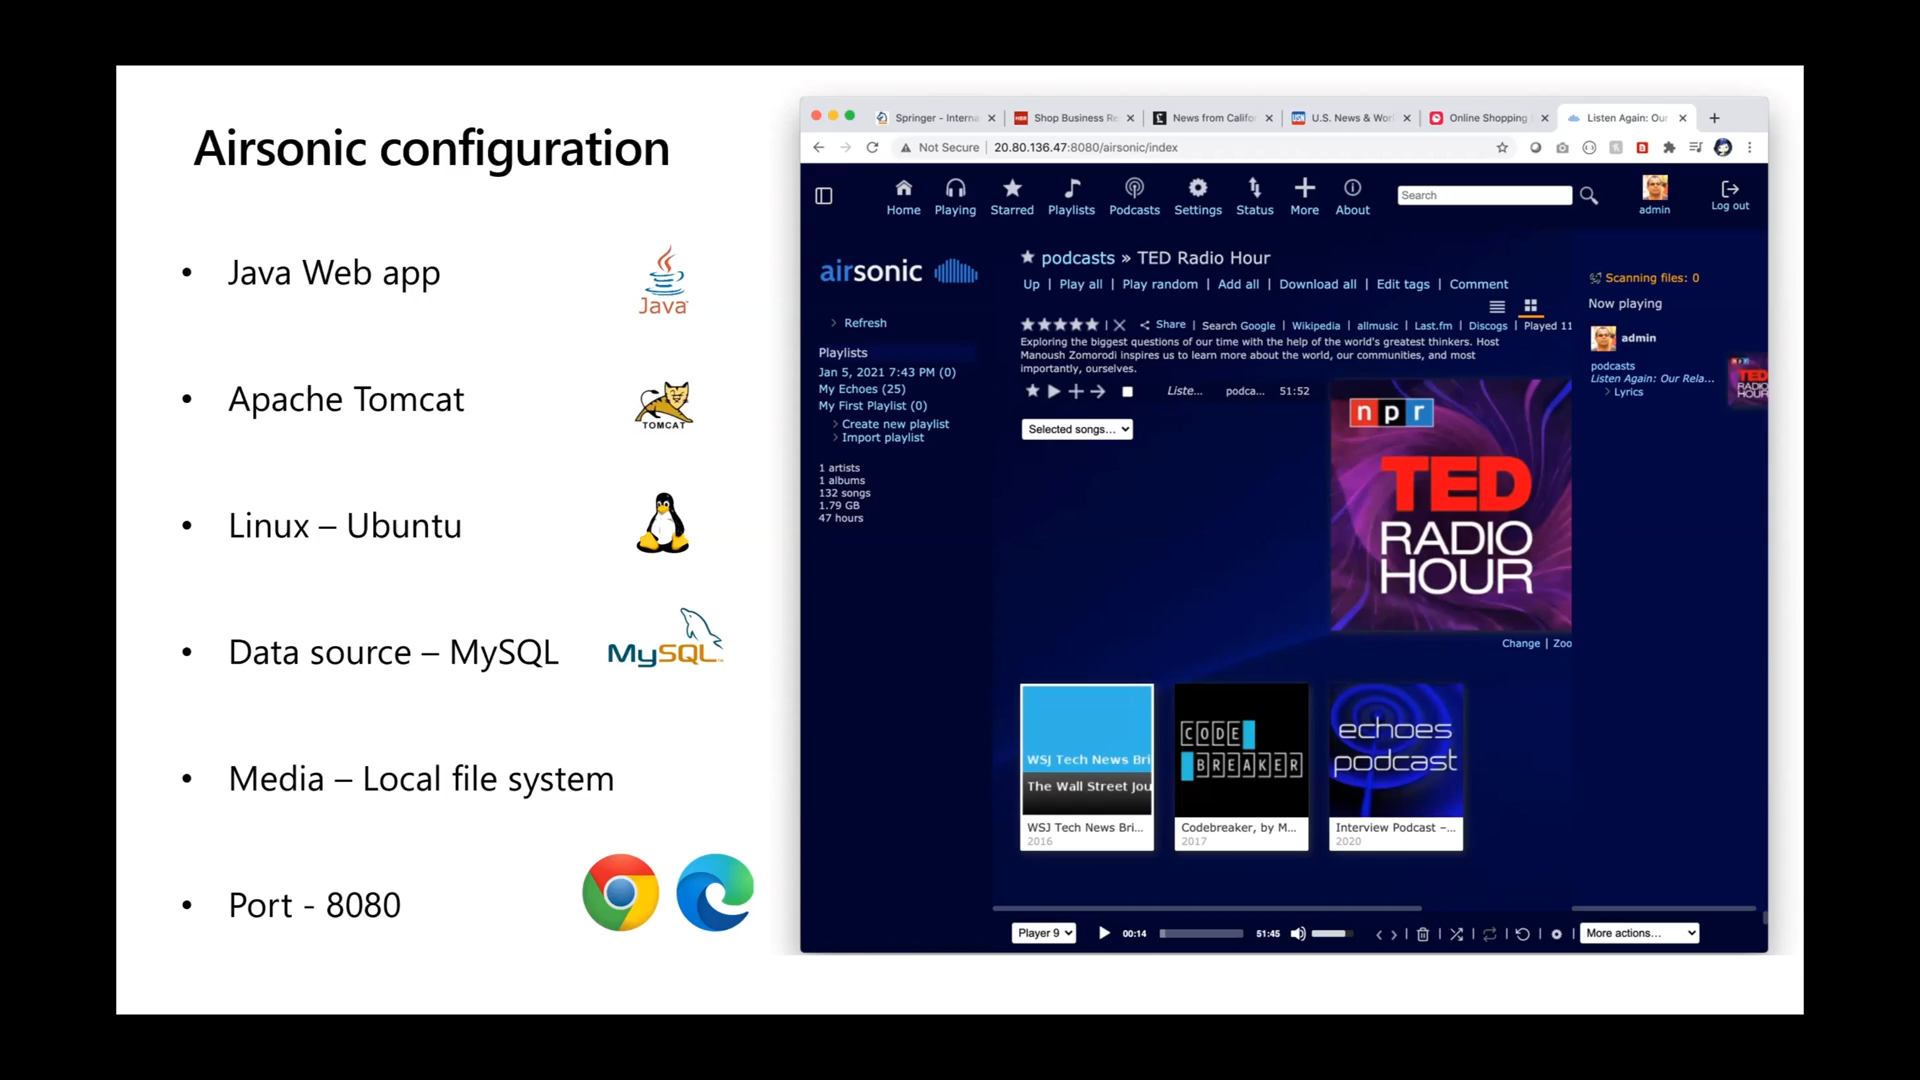 Airsonic configuration
• Java Web app
Java
• Apache Tomcat
TOMCAT
• Linux – Ubuntu
• Data source – MySQL
MySQL™
• Media – Local file system
• Port - 8080
Springer - Interna
Shop Business Re
News from Califo
U.S. News & Worl
Online Shopping
Listen Again: Our
Not Secure | 20.80.136.47:8080/airsonic/index
Home
Playing
Starred
Playlists
Podcasts
Settings
Status
More
About
Search
admin
Log out
airsonic
Refresh
Playlists
Jan 5, 2021 7:43 PM (0)
My Echoes (25)
My First Playlist (0)
Create new playlist
Import playlist
1 artists
1 albums
132 songs
1.79 GB
47 hours
podcasts » TED Radio Hour
Up | Play all | Play random | Add all | Download all | Edit tags | Comment
Share | Search Google | Wikipedia | allmusic | Last.fm | Discogs | Played 11
Exploring the biggest questions of our time with the help of the world's greatest thinkers. Host
Manoush Zomorodi inspires us to learn more about the world, our communities, and most
importantly, ourselves.
Liste... podca... 51:52
Selected songs...
npr
TED
RADIO
HOUR
Change | Zoo
WSJ Tech News Bri
The Wall Street Jou
WSJ Tech News Bri...
2016
CODE
BREAKER
Codebreaker, by M...
2017
echoes
podcast
Interview Podcast –...
2020
Scanning files: 0
Now playing
admin
podcasts
Listen Again: Our Rela...
Lyrics
TED
RADIO
HOUR
Player 9
00:14
51:45
More actions...